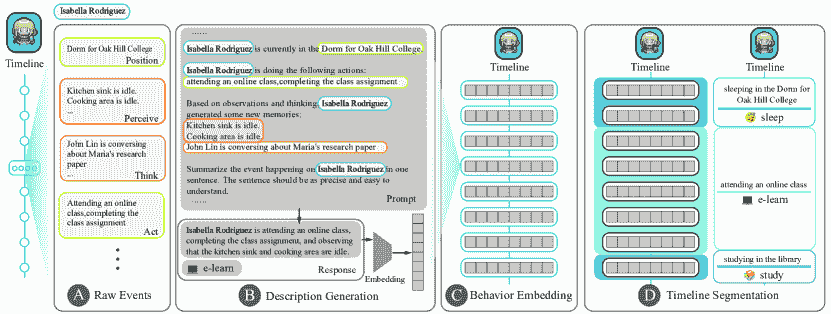 Isabella Rodriguez
Timeline
Dorm for Oak Hill College
Position
Kitchen sink is idle.
Cooking area is idle.
...
Perceive
John Lin is conversing
about Maria's research
paper
...
Think
Attending an online
class,completing the
class assignment
Act
A Raw Events
......
Isabella Rodriguez is currently in the Dorm for Oak Hill College.
Isabella Rodriguez is doing the following actions:
attending an online class,completing the class assignment
Based on observations and thinking, Isabella Rodriguez
generated some new memories:
Kitchen sink is idle.
Cooking area is idle.
John Lin is conversing about Maria's research paper
Summarize the event happening on Isabella Rodriguez in one
sentence. The sentence should be as precise and easy to
understand.
......
Prompt
Isabella Rodriguez is attending an online class,
completing the class assignment, and observing
that the kitchen sink and cooking area are idle.
e-learn
Response
Embedding
B Description Generation
Timeline
C Behavior Embedding
Timeline
Timeline
sleeping in the Dorm for
Oak Hill College
sleep
attending an online class
e-learn
studying in the library
study
D Timeline Segmentation